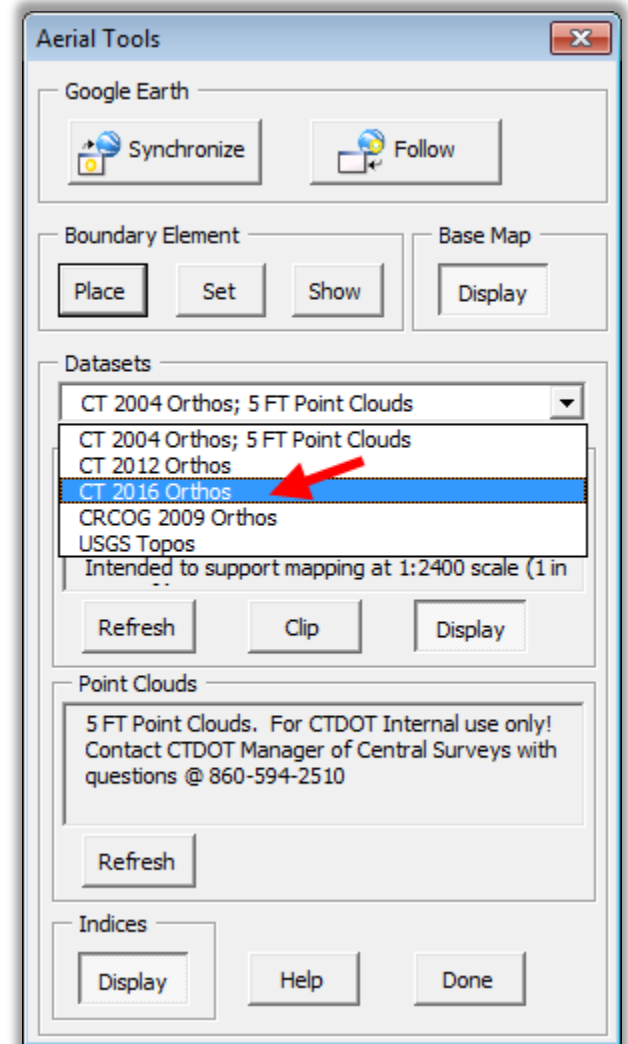 Aerial Tools
Google Earth
Synchronize
Follow
Boundary Element
Base Map
Place
Set
Show
Display
Datasets
CT 2004 Orthos; 5 FT Point Clouds
CT 2004 Orthos; 5 FT Point Clouds
CT 2012 Orthos
CT 2016 Orthos
CRCOG 2009 Orthos
USGS Topos
Intended to support mapping at 1:2400 scale (1 in
Refresh
Clip
Display
Point Clouds
5 FT Point Clouds. For CTDOT Internal use only!
Contact CTDOT Manager of Central Surveys with
questions @ 860-594-2510
Refresh
Indices
Display
Help
Done